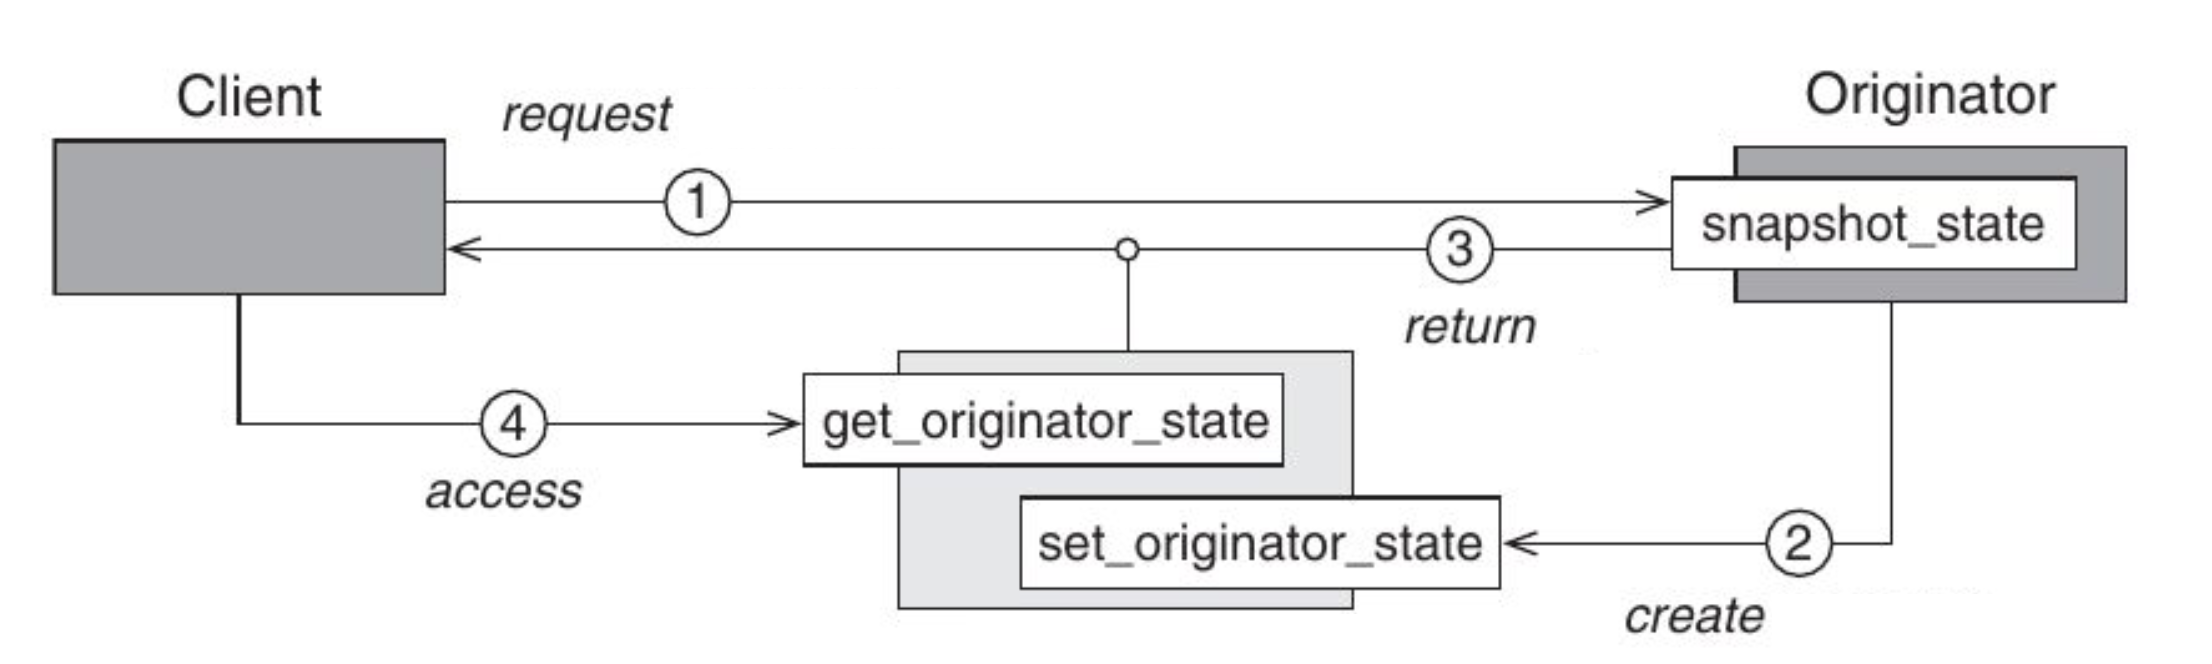 Client
request
Originator
1
snapshot_state
3
return
get_originator_state
4
access
set_originator_state
2
create